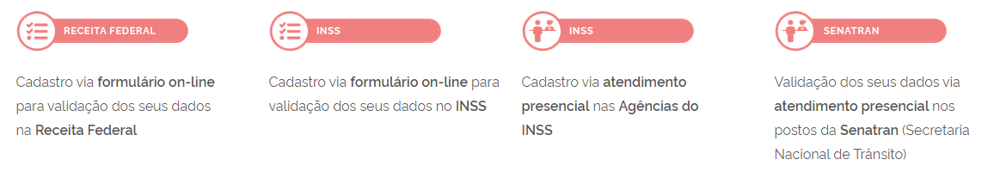 RECEITA FEDERAL
Cadastro via formulário on-line
para validação dos seus dados
na Receita Federal
INSS
Cadastro via formulário on-line para
validação dos seus dados no INSS
INSS
Cadastro via atendimento
presencial nas Agências do
INSS
SENATRAN
Validação dos seus dados via
atendimento presencial nos
postos da Senatran (Secretaria
Nacional de Trânsito)